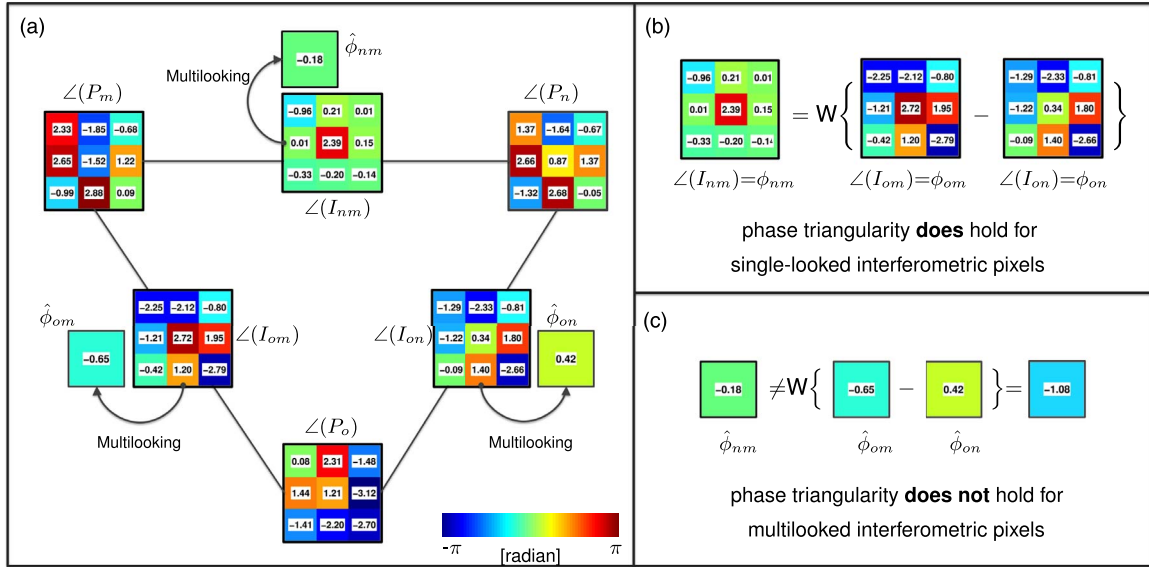 (a)
ϕ̂nm
−0.18
Multilooking
∠(Pm)
2.33 −1.85 −0.68
2.65 −1.52 1.22
−0.99 2.88 0.09
−0.96 0.21 0.01
0.01 2.39 0.15
−0.33 −0.20 −0.14
∠(Inm)
∠(Pn)
1.37 −1.64 −0.67
2.66 0.87 1.37
−1.32 2.68 −0.05
ϕ̂om
−0.65
−2.25 −2.12 −0.80
−1.21 2.72 1.95
−0.42 1.20 −2.79
∠(Iom)
Multilooking
∠(Ion)
−1.29 −2.33 −0.81
−1.22 0.34 1.80
−0.09 1.40 −2.66
ϕ̂on
0.42
Multilooking
∠(Po)
0.08 2.31 −1.48
1.44 1.21 −3.12
−1.41 −2.20 −2.70
-π [radian] π
(b)
−0.96 0.21 0.01
0.01 2.39 0.15
−0.33 −0.20 −0.14
= W{
−2.25 −2.12 −0.80
−1.21 2.72 1.95
−0.42 1.20 −2.79
−
−1.29 −2.33 −0.81
−1.22 0.34 1.80
−0.09 1.40 −2.66
}
∠(Inm)=ϕnm ∠(Iom)=ϕom ∠(Ion)=ϕon
phase triangularity does hold for
single-looked interferometric pixels
(c)
−0.18 ≠W{ −0.65 − 0.42 }= −1.08
ϕ̂nm ϕ̂om ϕ̂on
phase triangularity does not hold for
multilooked interferometric pixels